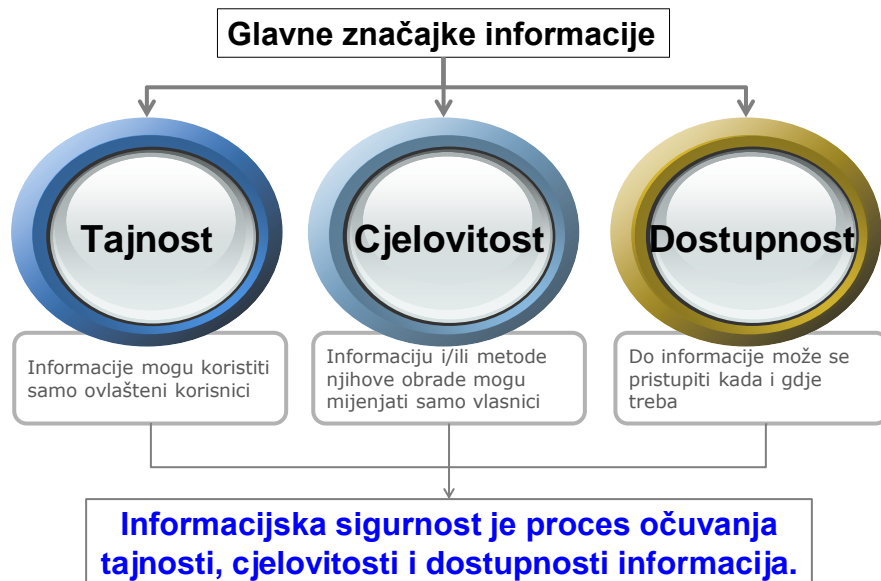 Glavne značajke informacije
Tajnost
Cjelovitost
Dostupnost
Informacije mogu koristiti
samo ovlašteni korisnici
Informaciju i/ili metode
njihove obrade mogu
mijenjati samo vlasnici
Do informacije može se
pristupiti kada i gdje
treba
Informacijska sigurnost je proces očuvanja
tajnosti, cjelovitosti i dostupnosti informacija.